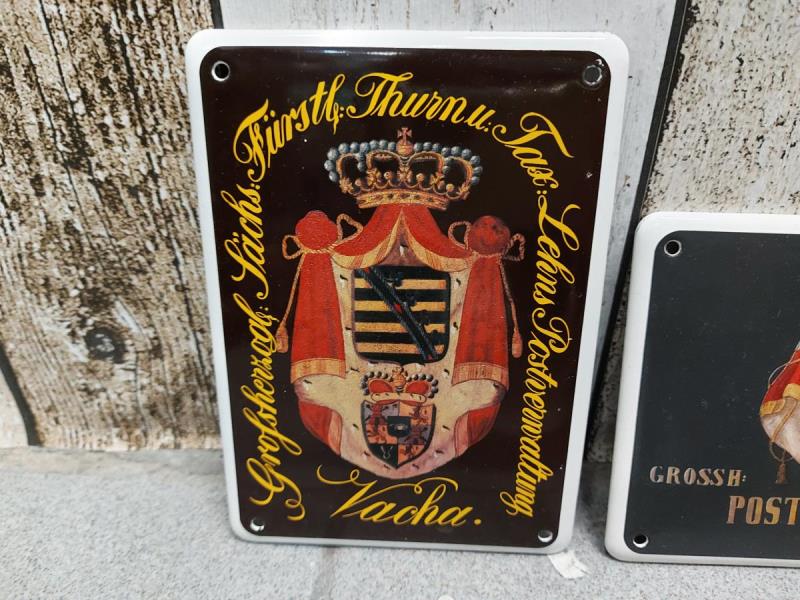 Großherzogl: Sächs: Fürstl: Thurn u: Tax: Lehns Postverwaltung
Vacha.
GROSSH:
POST